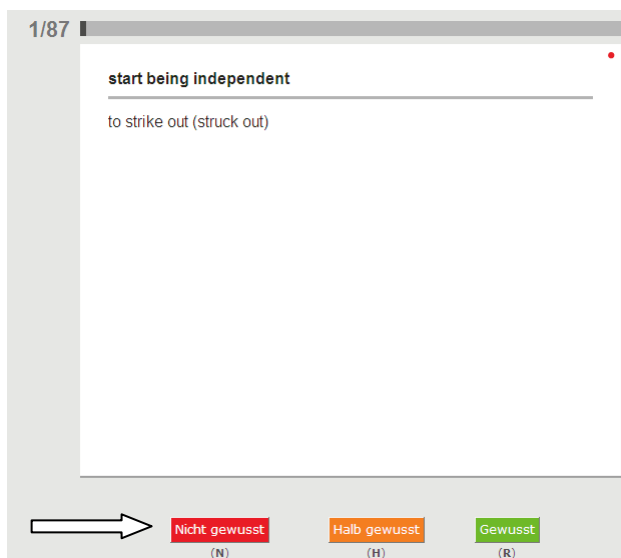 1/87
start being independent
to strike out (struck out)
Nicht gewusst Halb gewusst Gewusst
(N) (H) (R)